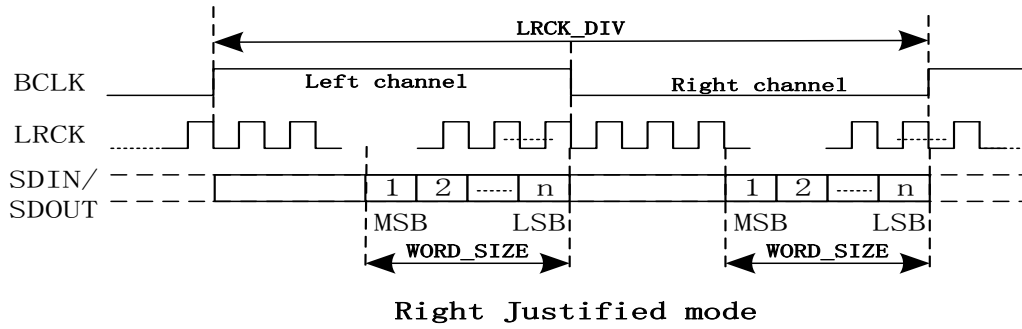 LRCK_DIV
BCLK Left channel Right channel
LRCK
SDIN/
SDOUT
1 2 n 1 2 n
MSB LSB MSB LSB
WORD_SIZE WORD_SIZE
Right Justified mode